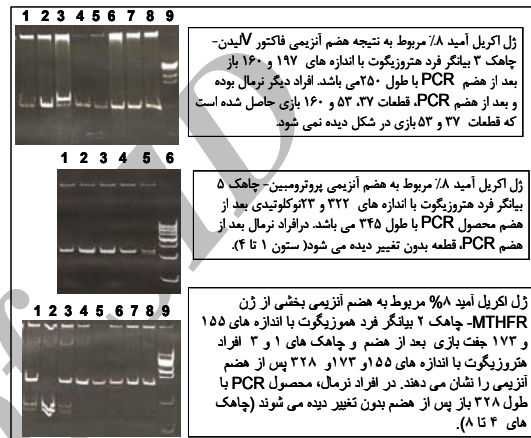 1 2 3 4 5 6 7 8 9
ژل اکریل آمید ۸٪ مربوط به نتیجه هضم آنزیمی فاکتور Vلیدن-
چاهک ۳ بیانگر فرد هتروزیگوت با اندازه های ۱۹۷ و ۱۶۰ باز
بعد از هضم PCR با طول ۲۵۰می باشد. افراد دیگر نرمال بوده
و بعد از هضم PCR، قطعات ۳۷، ۵۳ و ۱۶۰ بازی حاصل شده است
که قطعات ۳۷ و ۵۳ بازی در شکل دیده نمی شود.
1 2 3 4 5 6
ژل اکریل آمید ۸٪ مربوط به هضم آنزیمی پروترومبین- چاهک ۵
بیانگر فرد هتروزیگوت با اندازه های ۳۲۲ و ۲۳نوکلوتیدی بعد از
هضم محصول PCR با طول ۳۴۵ می باشد. درافراد نرمال بعد از
هضم PCR، قطعه بدون تغییر دیده می شود( ستون ۱ تا ۴).
1 2 3 4 5 6 7 8 9
ژل اکریل آمید ۸% مربوط به هضم آنزیمی بخشی از ژن
MTHFR- چاهک ۲ بیانگر فرد هموزیگوت با اندازه های ۱۵۵
و ۱۷۳ جفت بازی بعد از هضم و چاهک های ۱ و ۳ افراد
هتروزیگوت با اندازه های ۱۵۵و ۱۷۳و ۳۲۸ پس از هضم
آنزیمی را نشان می دهند. در افراد نرمال، محصول PCR با
طول ۳۲۸ باز پس از هضم بدون تغییر دیده می شوند (چاهک
های ۴ تا ۸).